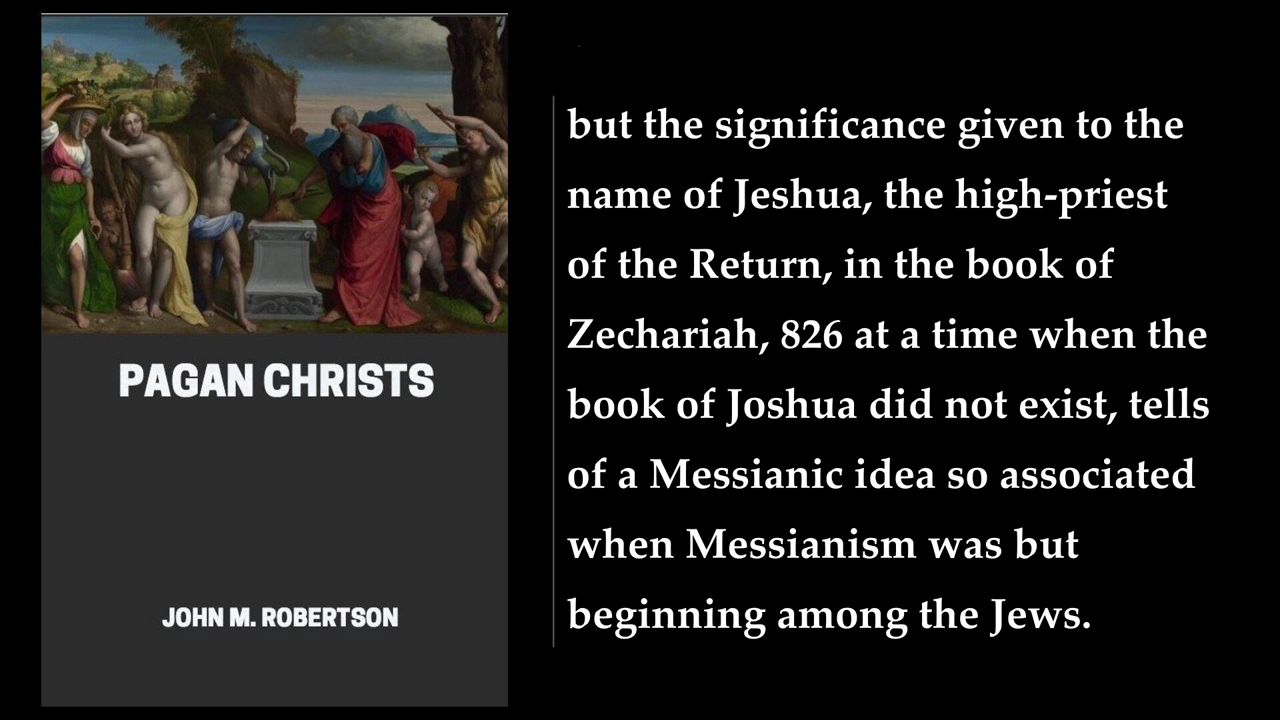 PAGAN CHRISTS
JOHN M. ROBERTSON
but the significance given to the
name of Jeshua, the high-priest
of the Return, in the book of
Zechariah, 826 at a time when the
book of Joshua did not exist, tells
of a Messianic idea so associated
when Messianism was but
beginning among the Jews.